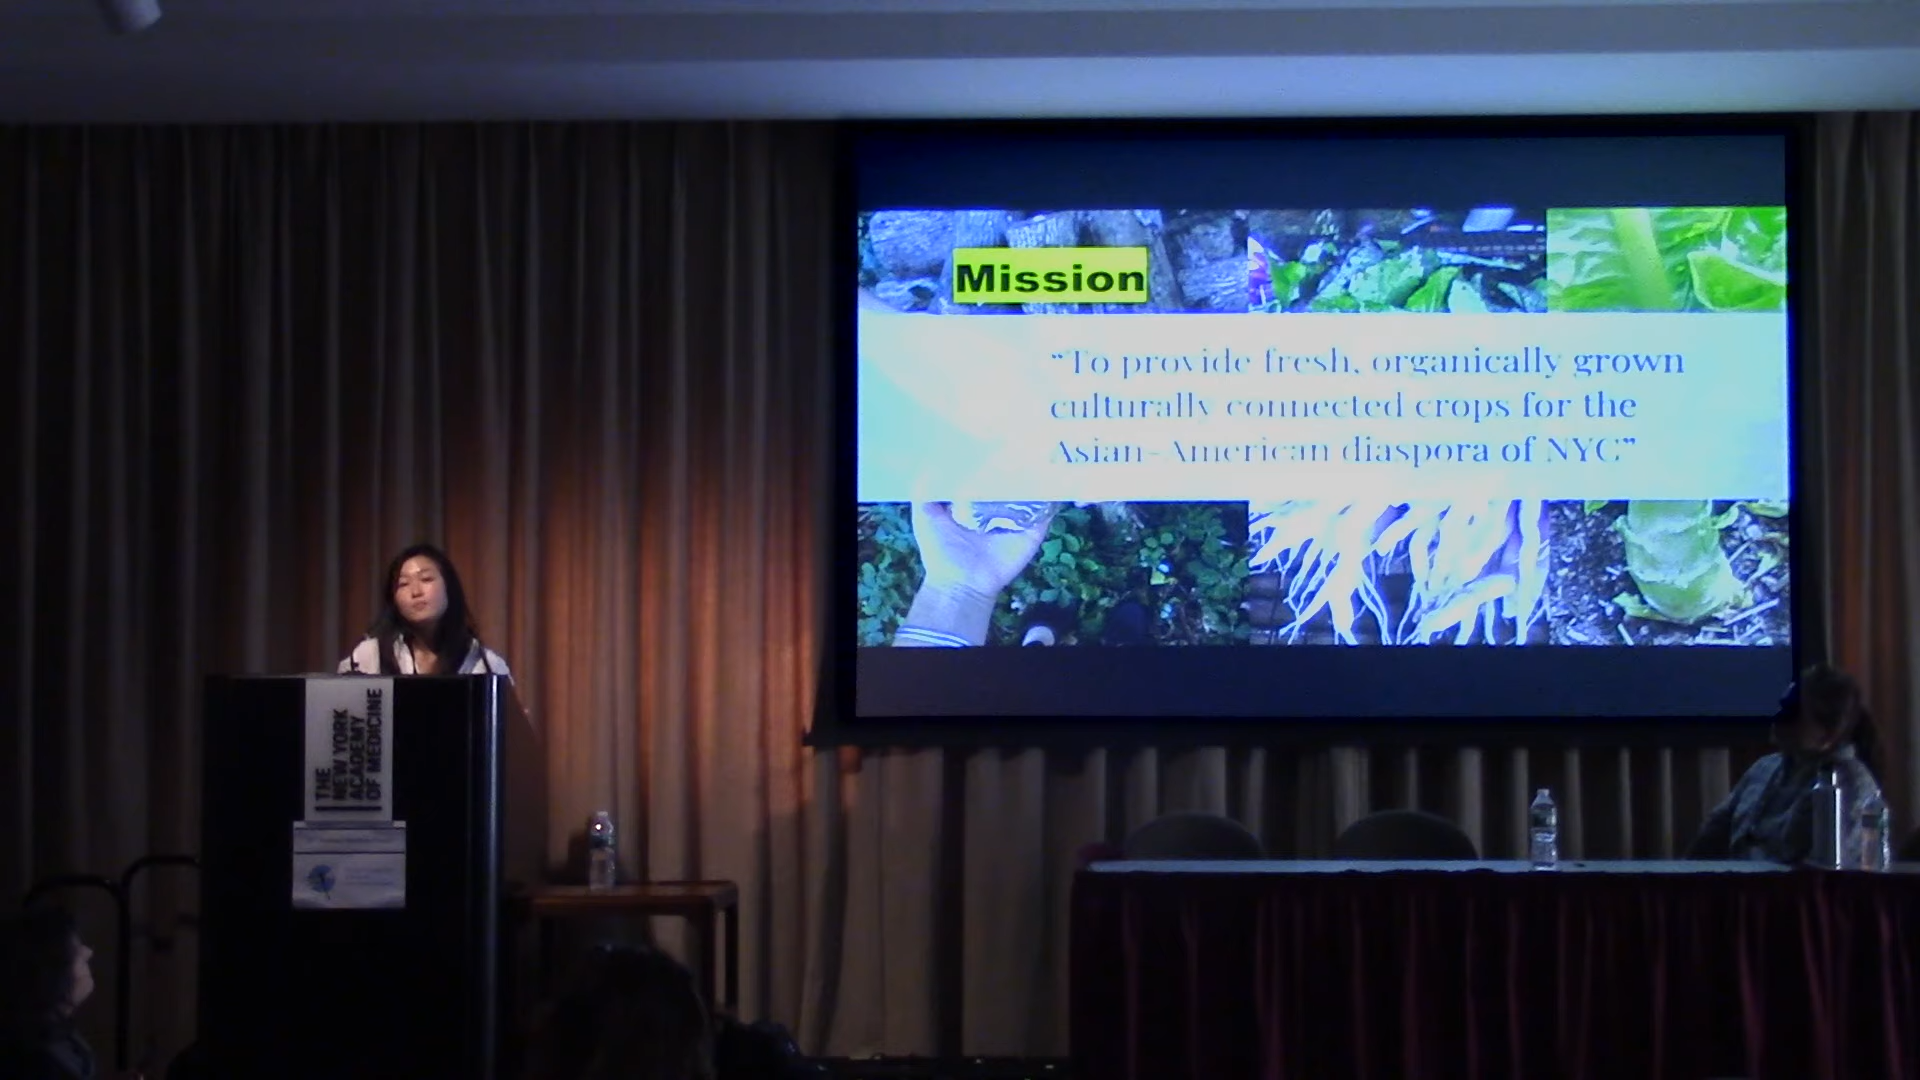 Mission
“To provide fresh, organically grown
culturally connected crops for the
Asian-American diaspora of NYC”
THE
NEW YORK
ACADEMY
OF MEDICINE